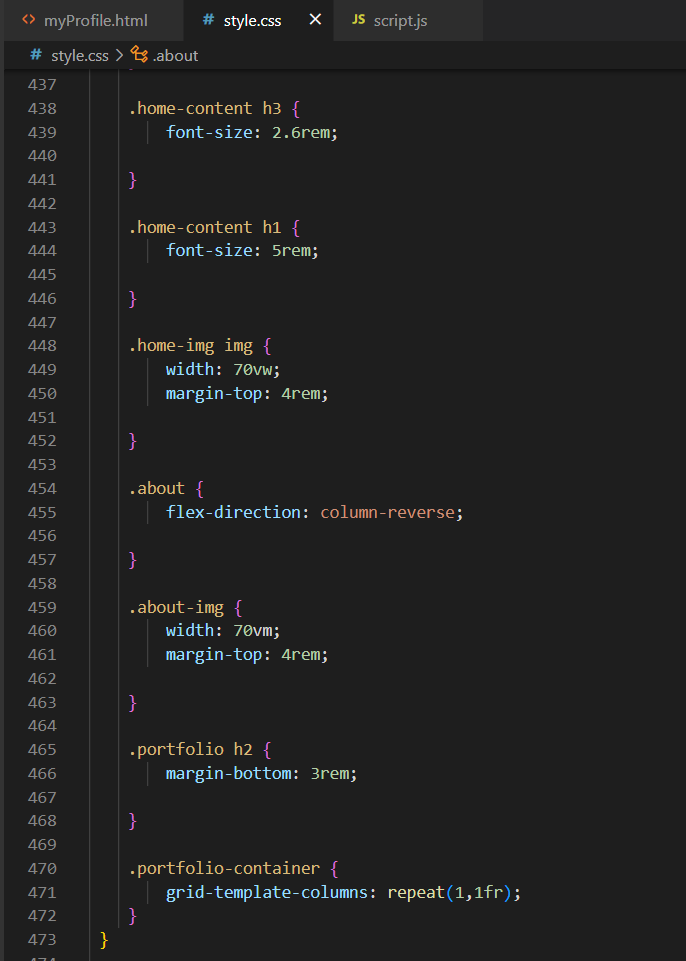 myProfile.html # style.css × JS script.js
# style.css > .about
437
438 .home-content h3 {
439 font-size: 2.6rem;
440
441 }
442
443 .home-content h1 {
444 font-size: 5rem;
445
446 }
447
448 .home-img img {
449 width: 70vw;
450 margin-top: 4rem;
451
452 }
453
454 .about {
455 flex-direction: column-reverse;
456
457 }
458
459 .about-img {
460 width: 70vm;
461 margin-top: 4rem;
462
463 }
464
465 .portfolio h2 {
466 margin-bottom: 3rem;
467
468 }
469
470 .portfolio-container {
471 grid-template-columns: repeat(1,1fr);
472 }
473 }